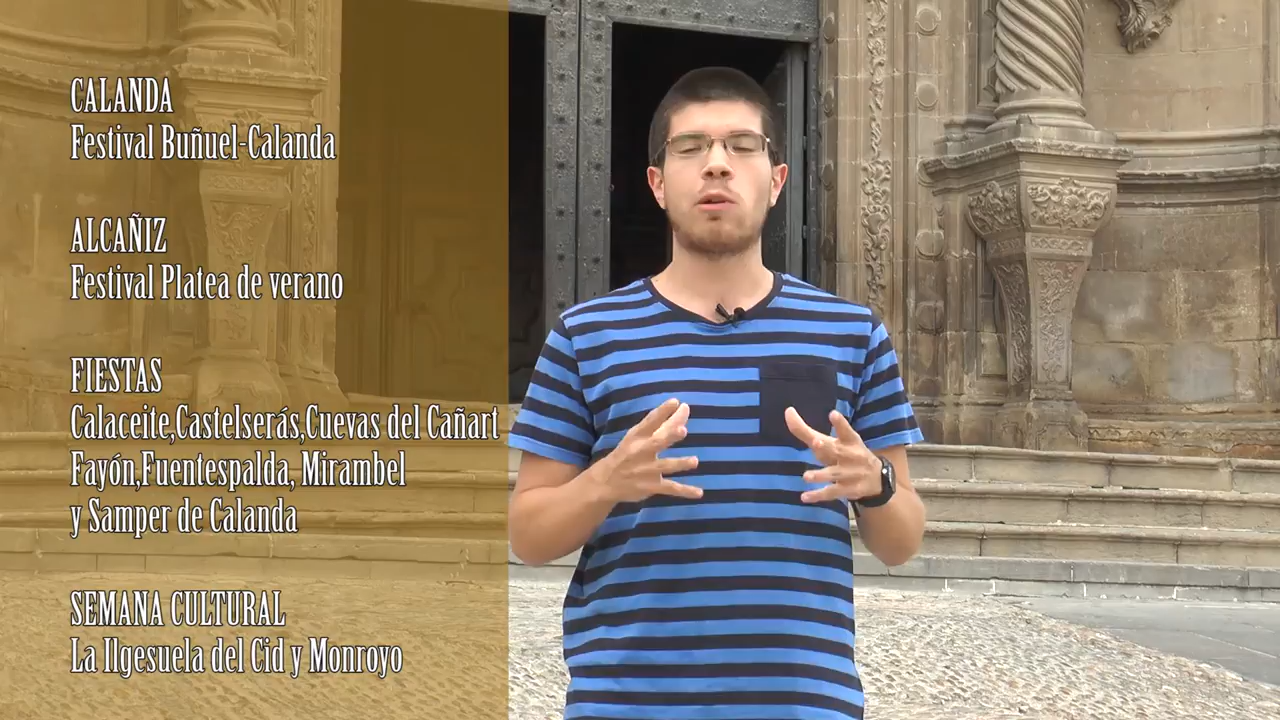 CALANDA
Festival Buñuel-Calanda
ALCAÑIZ
Festival Platea de verano
FIESTAS
Calaceite,Castelserás,Cuevas del Cañart
Fayón,Fuentespalda, Mirambel
y Samper de Calanda
SEMANA CULTURAL
La Ilgesuela del Cid y Monroyo